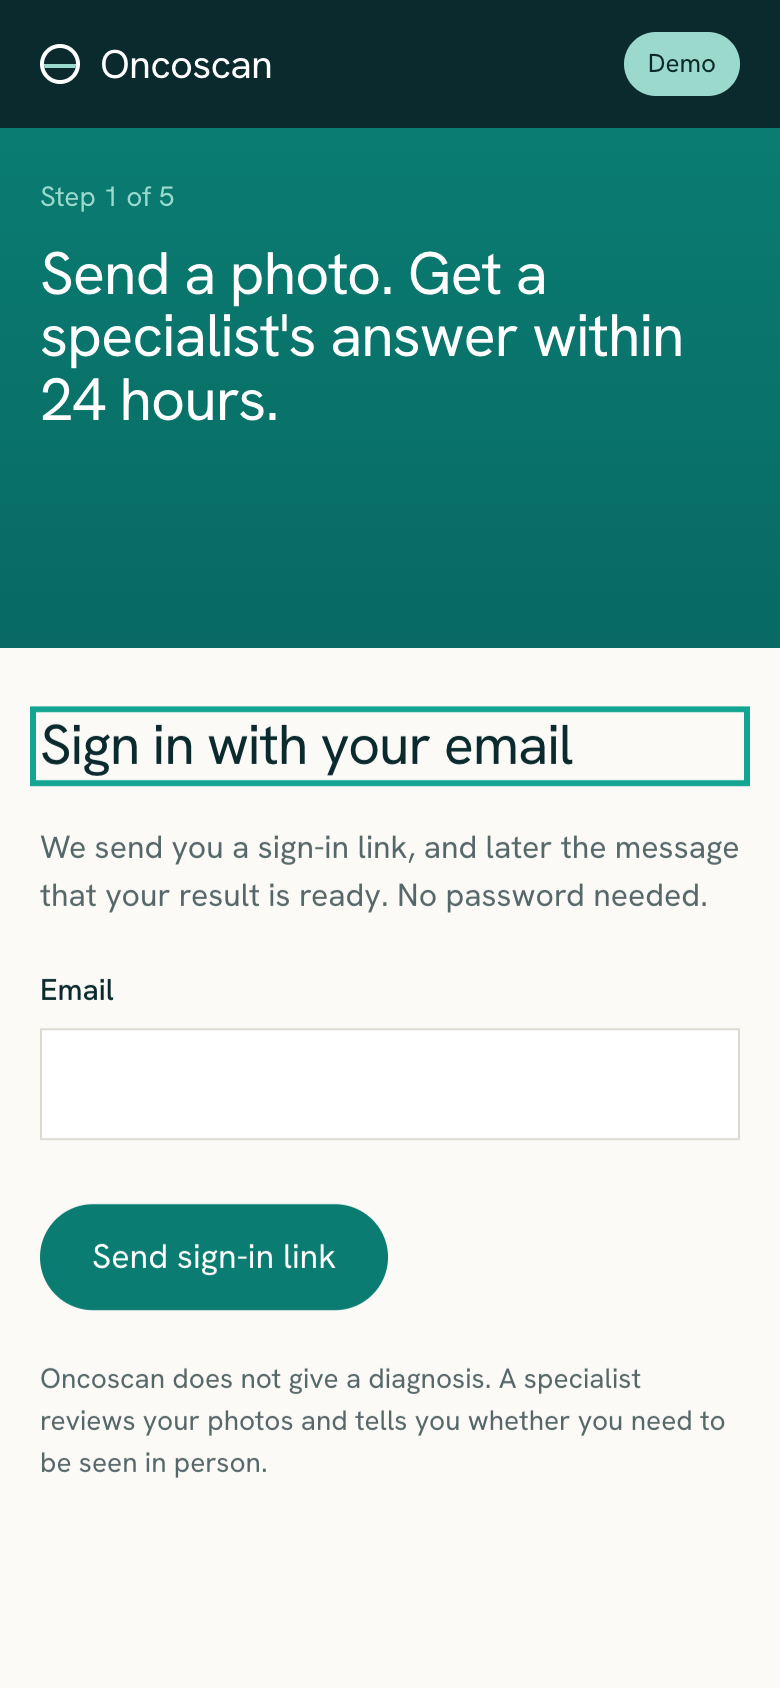 Oncoscan
Demo
Step 1 of 5
Send a photo. Get a
specialist's answer within
24 hours.
Sign in with your email
We send you a sign-in link, and later the message
that your result is ready. No password needed.
Email
Send sign-in link
Oncoscan does not give a diagnosis. A specialist
reviews your photos and tells you whether you need to
be seen in person.